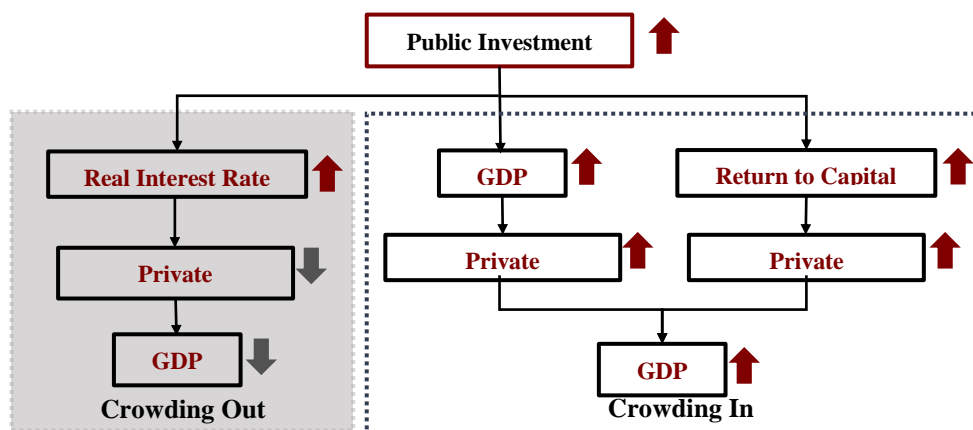 Public Investment
Real Interest Rate
GDP
Return to Capital
Private
Private
Private
GDP
GDP
Crowding Out
Crowding In